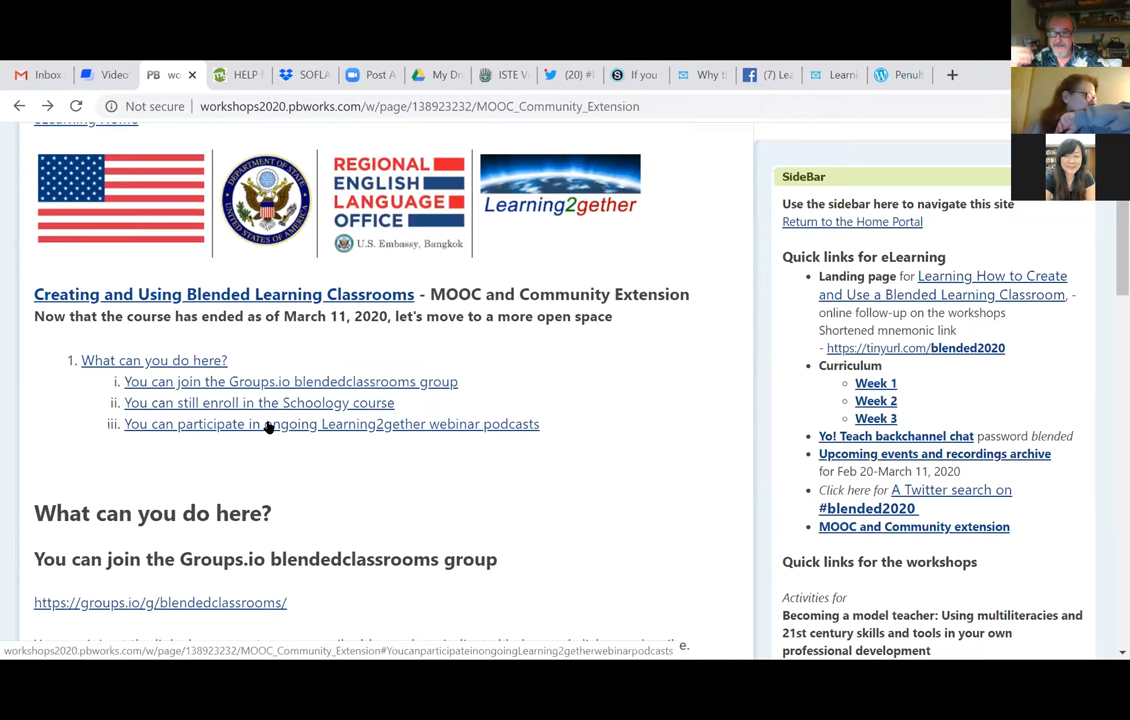 Inbox
Video'
PB wo
HELP f
SOFLA
Post A
My Dr
ISTE V
(20) #l
If you
Why t
(7) Lea
Learni
Penult
Not secure
workshops2020.pbworks.com/w/page/138923232/MOOC_Community_Extension
eLearning Home
DEPARTMENT OF STATE
UNITED STATES OF AMERICA
REGIONAL
ENGLISH
LANGUAGE
OFFICE
U.S. Embassy, Bangkok
Learning2gether
Creating and Using Blended Learning Classrooms - MOOC and Community Extension
Now that the course has ended as of March 11, 2020, let's move to a more open space
1. What can you do here?
i. You can join the Groups.io blendedclassrooms group
ii. You can still enroll in the Schoology course
iii. You can participate in ongoing Learning2gether webinar podcasts
What can you do here?
You can join the Groups.io blendedclassrooms group
https://groups.io/g/blendedclassrooms/
e.
workshops2020.pbworks.com/w/page/138923232/MOOC_Community_Extension#YoucanparticipateinongoingLearning2getherwebinarpodcasts
SideBar
Use the sidebar here to navigate this site
Return to the Home Portal
Quick links for eLearning
• Landing page for Learning How to Create
and Use a Blended Learning Classroom, -
online follow-up on the workshops
Shortened mnemonic link
- https://tinyurl.com/blended2020
• Curriculum
Week 1
Week 2
Week 3
• Yo! Teach backchannel chat password blended
• Upcoming events and recordings archive
for Feb 20-March 11, 2020
• Click here for A Twitter search on
#blended2020
• MOOC and Community extension
Quick links for the workshops
Activities for
Becoming a model teacher: Using multiliteracies and
21st century skills and tools in your own
professional development